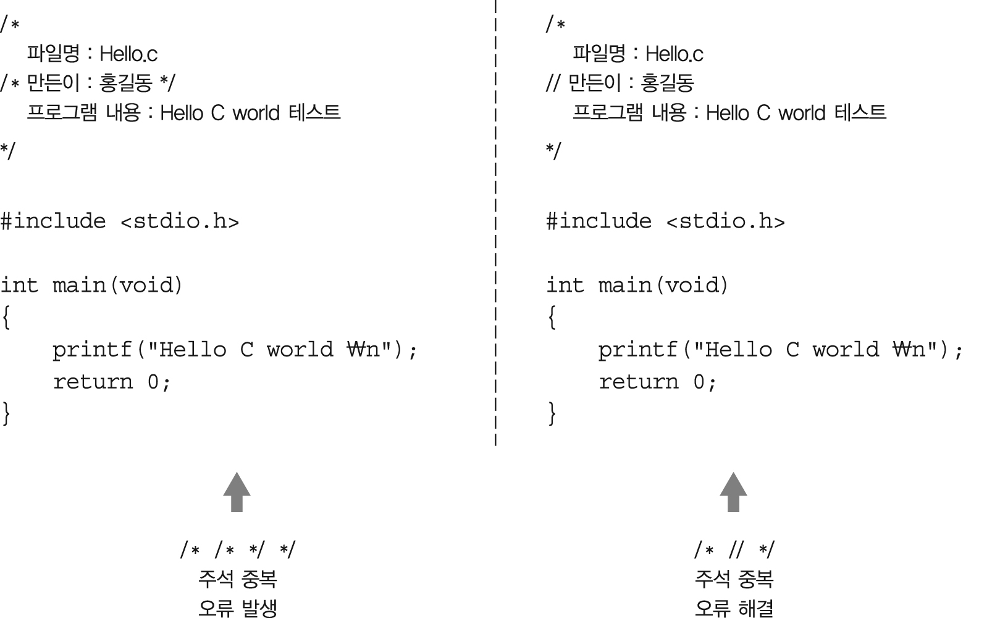 /*
파일명 : Hello.c
/* 만든이 : 홍길동 */
프로그램 내용 : Hello C world 테스트
*/
#include <stdio.h>
int main(void)
{
printf("Hello C world ₩n");
return 0;
}
/* /* */ */
주석 중복
오류 발생
/*
파일명 : Hello.c
// 만든이 : 홍길동
프로그램 내용 : Hello C world 테스트
*/
#include <stdio.h>
int main(void)
{
printf("Hello C world ₩n");
return 0;
}
/* // */
주석 중복
오류 해결